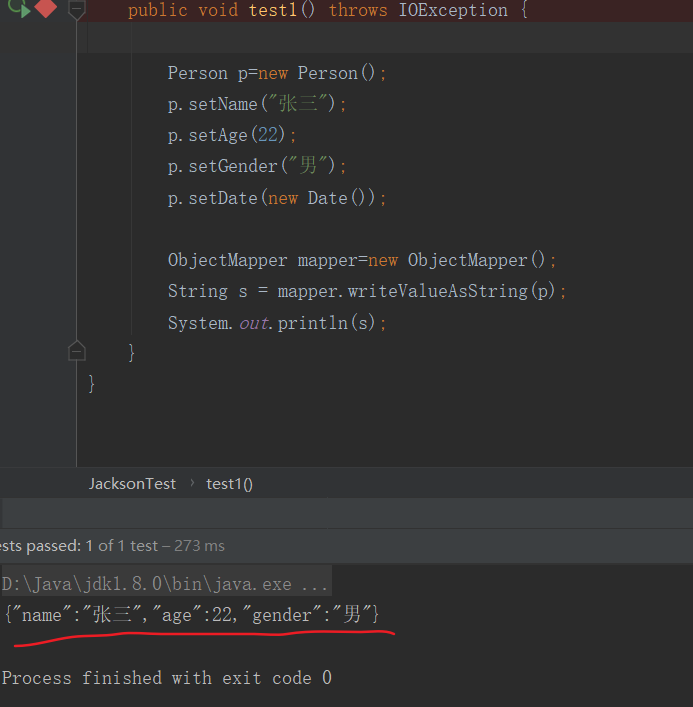 public void test1() throws IOException {
Person p=new Person();
p.setName("张三");
p.setAge(22);
p.setGender("男");
p.setDate(new Date());
ObjectMapper mapper=new ObjectMapper();
String s = mapper.writeValueAsString(p);
System.out.println(s);
}
}
JacksonTest › test1()
ests passed: 1 of 1 test – 273 ms
D:\Java\jdk1.8.0\bin\java.exe ...
{"name":"张三","age":22,"gender":"男"}
Process finished with exit code 0